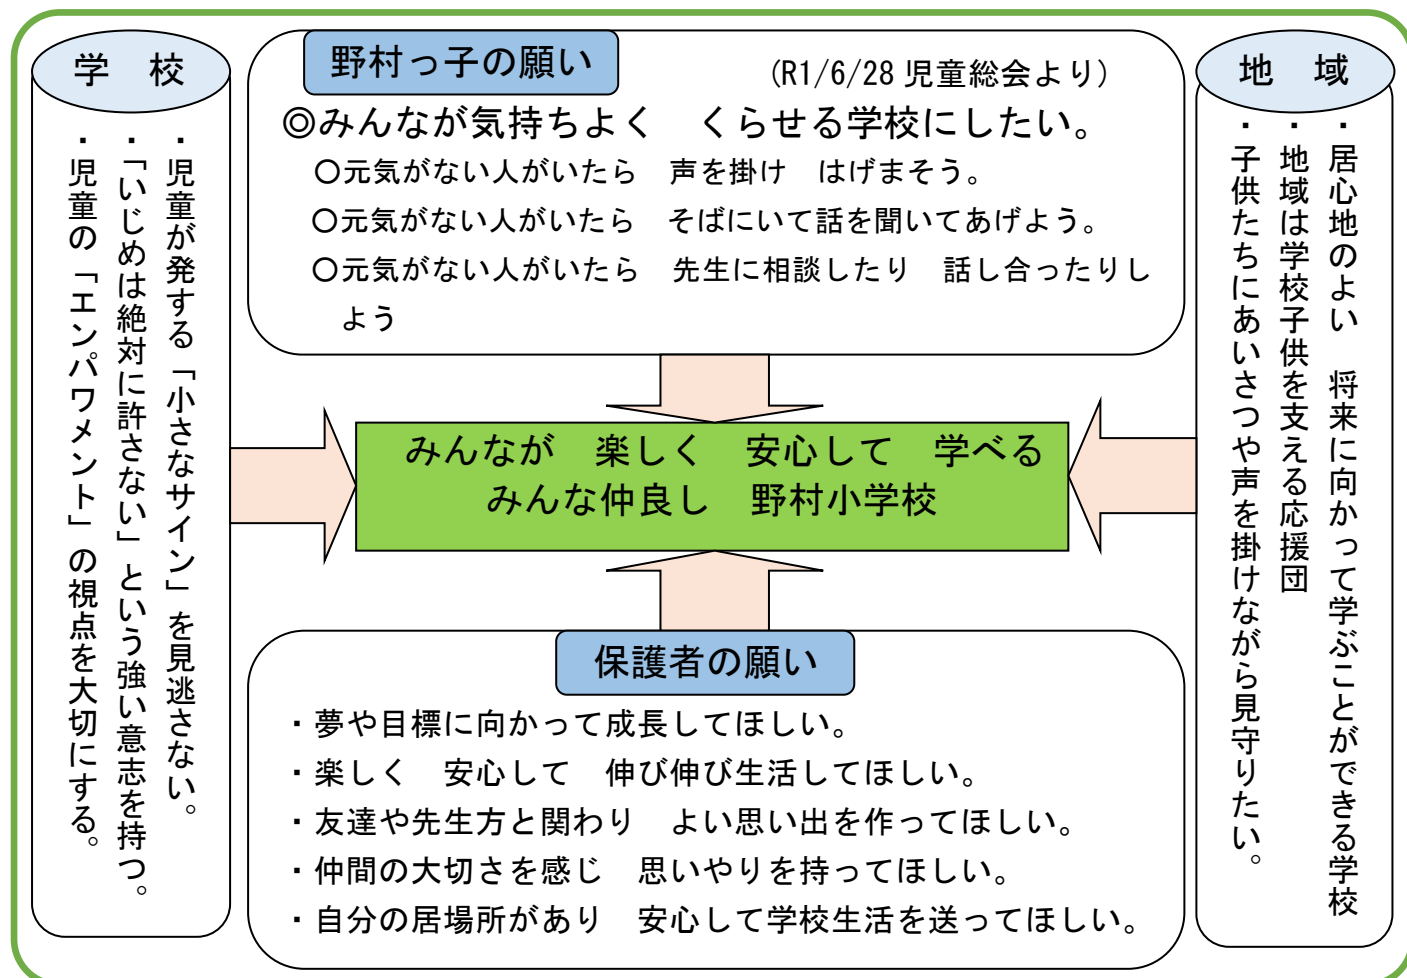 学　校
・児童が発する「小さなサイン」を見逃さない。
・「いじめは絶対に許さない」という強い意志を持つ。
・児童の「エンパワメント」の視点を大切にする。
野村っ子の願い
(R1/6/28 児童総会より)
◎みんなが気持ちよく　くらせる学校にしたい。
〇元気がない人がいたら　声を掛け　はげまそう。
〇元気がない人がいたら　そばにいて話を聞いてあげよう。
〇元気がない人がいたら　先生に相談したり　話し合ったりし
よう
みんなが　楽しく　安心して　学べる
みんな仲良し　野村小学校
保護者の願い
・夢や目標に向かって成長してほしい。
・楽しく　安心して　伸び伸び生活してほしい。
・友達や先生方と関わり　よい思い出を作ってほしい。
・仲間の大切さを感じ　思いやりを持ってほしい。
・自分の居場所があり　安心して学校生活を送ってほしい。
地　域
・居心地のよい　将来に向かって学ぶことができる学校
・地域は学校子供を支える応援団
・子供たちにあいさつや声を掛けながら見守りたい。